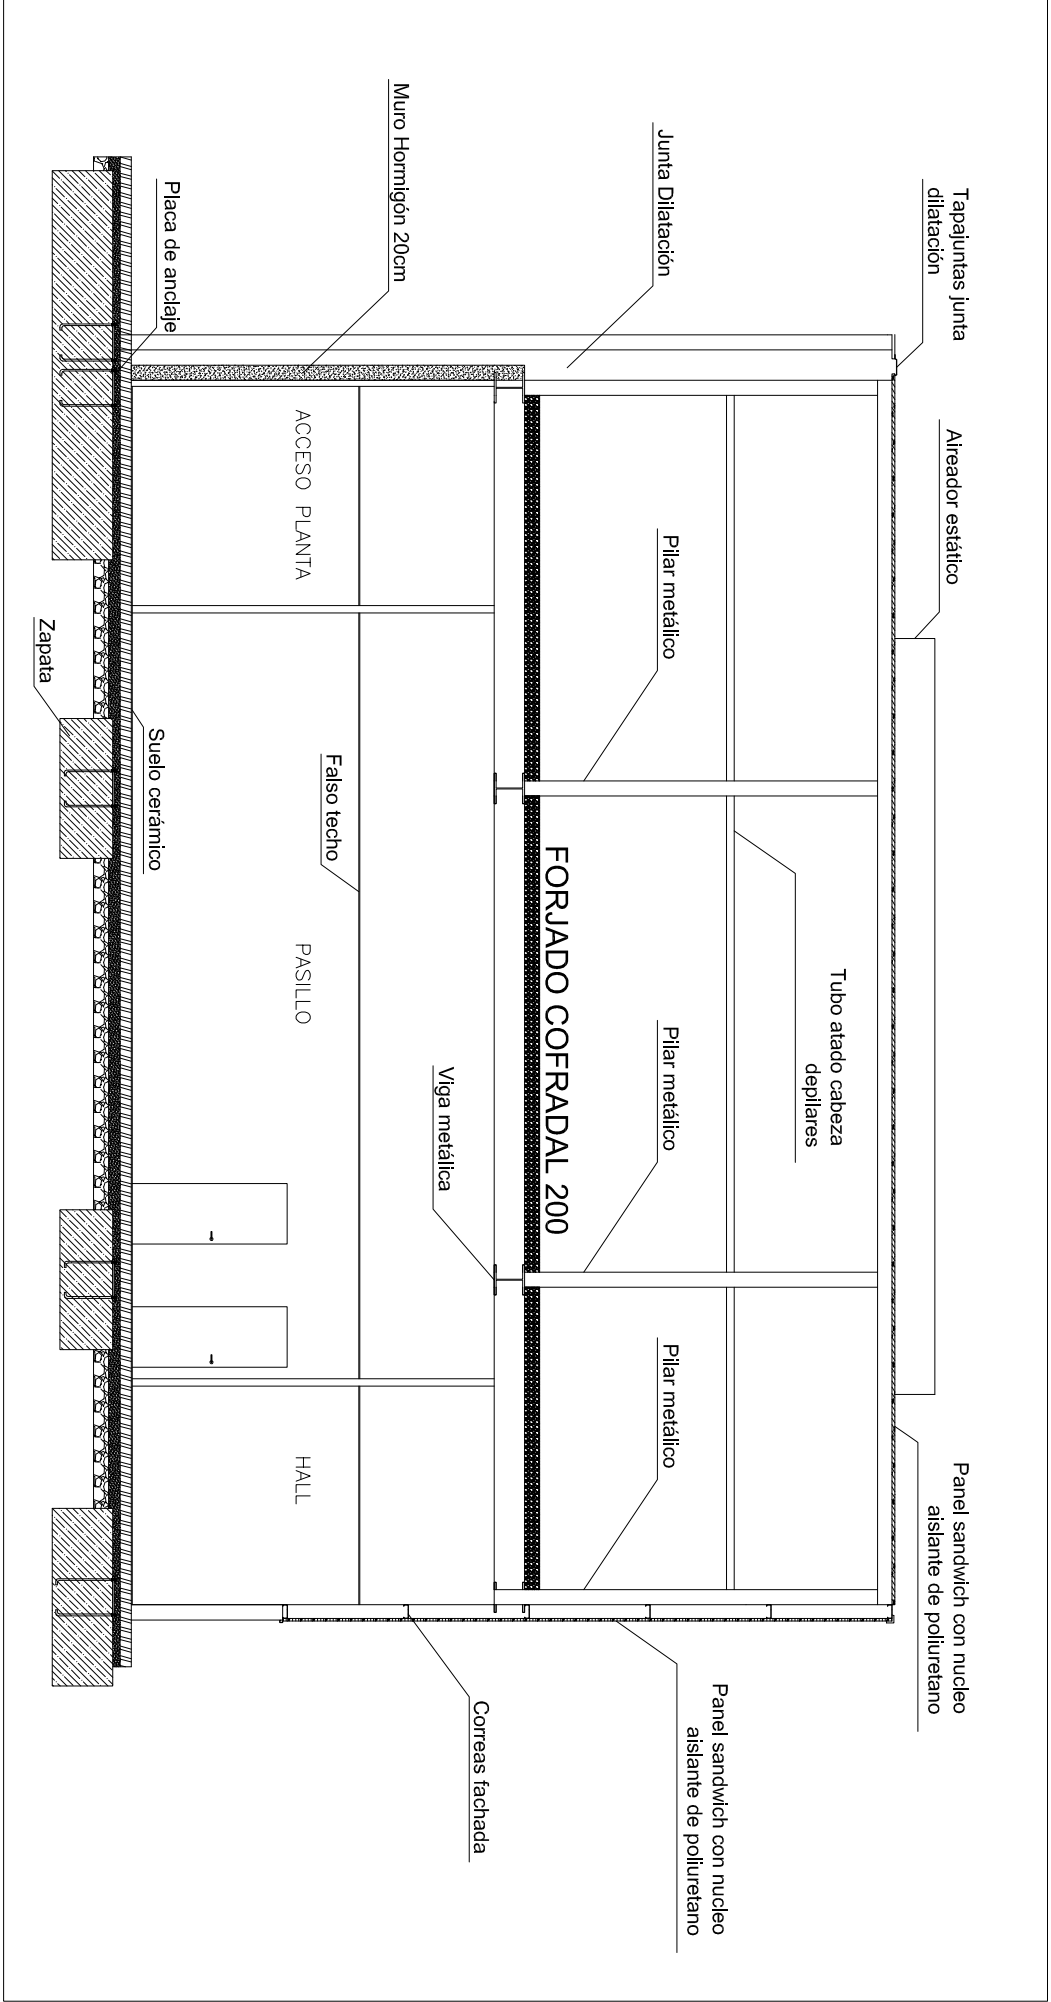 Tapajuntas junta
dilatación
Aireador estático
Panel sandwich con nucleo
aislante de poliuretano
Junta Dilatación
Pilar metálico
Tubo atado cabeza
depilares
Pilar metálico
Pilar metálico
Panel sandwich con nucleo
aislante de poliuretano
FORJADO COFRADAL 200
Muro Hormigón 20cm
Viga metálica
Correas fachada
Falso techo
ACCESO PLANTA
PASILLO
HALL
Placa de anclaje
Suelo cerámico
Zapata